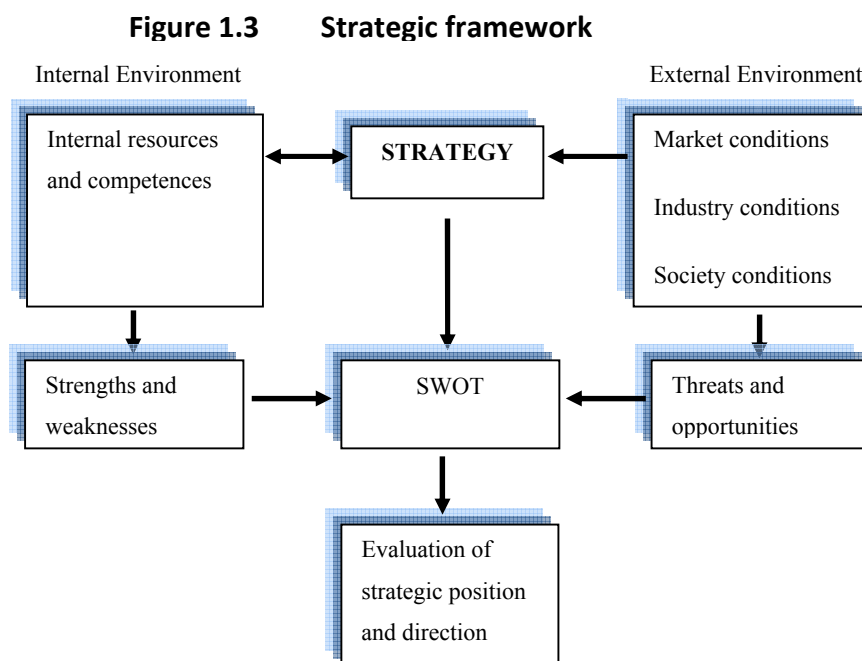 Figure 1.3 Strategic framework
Internal Environment
External Environment
Internal resources
and competences
STRATEGY
Market conditions
Industry conditions
Society conditions
Strengths and
weaknesses
SWOT
Threats and
opportunities
Evaluation of
strategic position
and direction